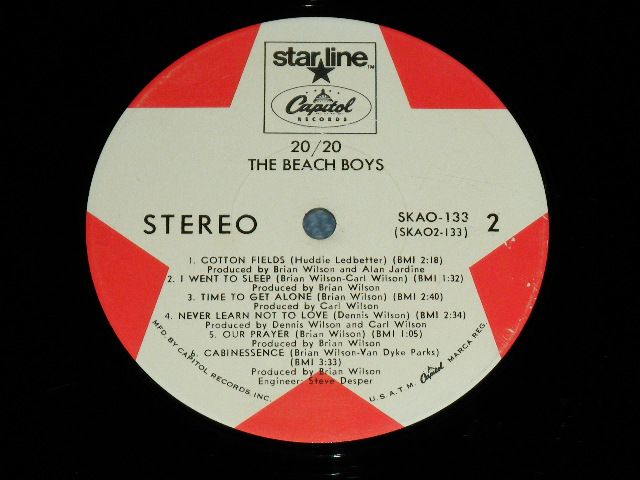 starline™
Capitol
RECORDS
20/20
THE BEACH BOYS
STEREO
SKAO-133
(SKAO2-133)
2
1. COTTON FIELDS (Huddie Ledbetter) (BMI 2:18)
Produced by Brian Wilson and Alan Jardine
2. I WENT TO SLEEP (Brian Wilson-Carl Wilson) (BMI 1:32)
Produced by Brian Wilson
3. TIME TO GET ALONE (Brian Wilson) (BMI 2:40)
Produced by Carl Wilson
4. NEVER LEARN NOT TO LOVE (Dennis Wilson) (BMI 2:34)
Produced by Dennis Wilson and Carl Wilson
5. OUR PRAYER (Brian Wilson) (BMI 1:05)
Produced by Brian Wilson
6. CABINESSENCE (Brian Wilson-Van Dyke Parks)
(BMI 3:33)
Produced by Brian Wilson
Engineer: Steve Desper
MFD. BY CAPITOL RECORDS, INC.
U.S.A. T.M. Capitol MARCA REG.